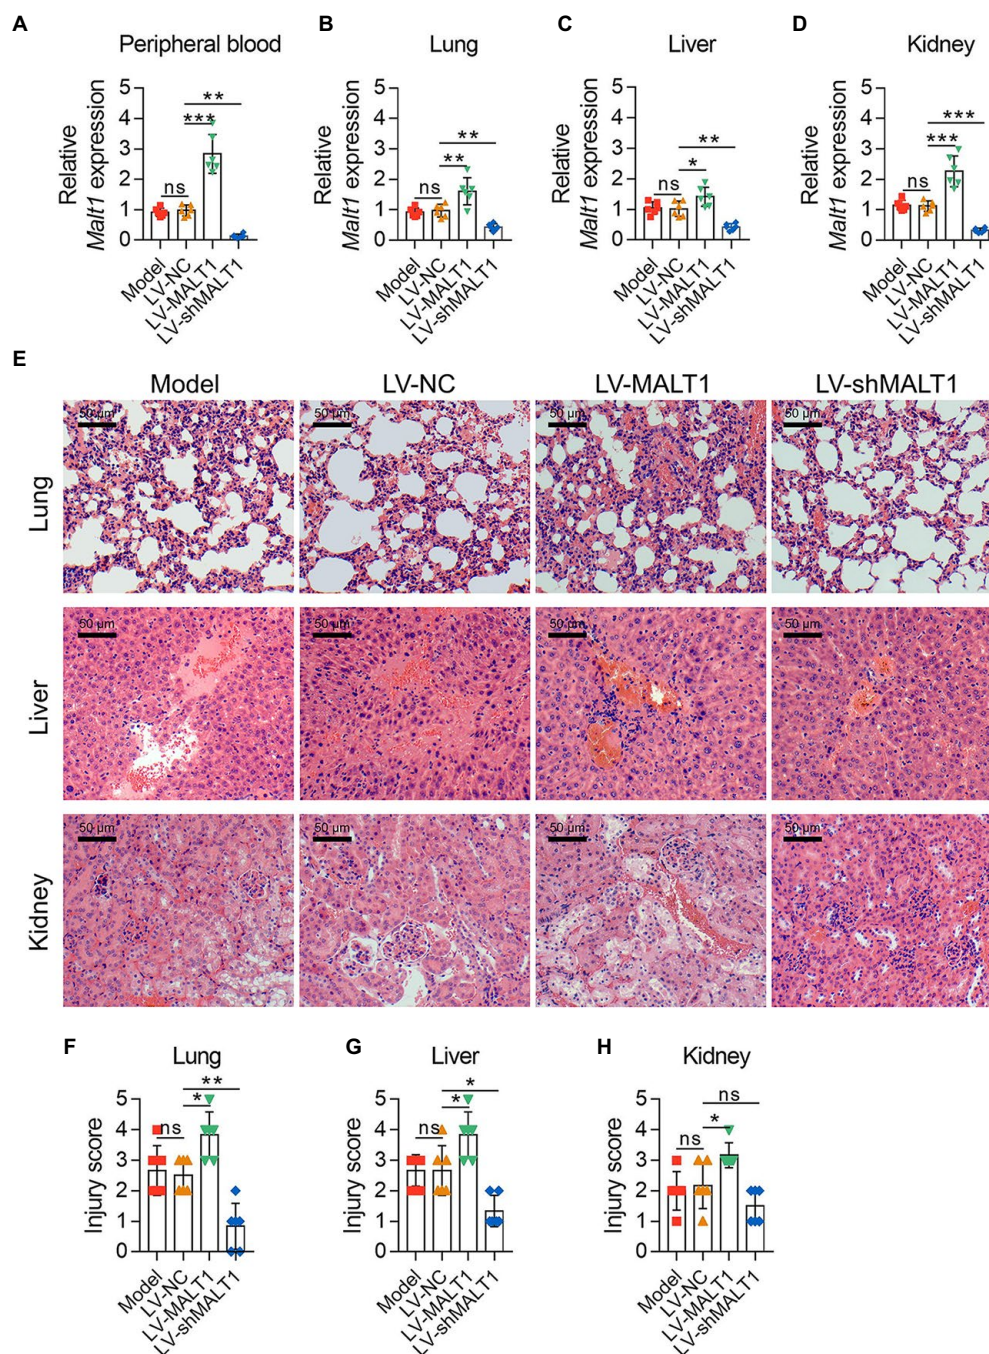 A
B
C
D
Peripheral blood
Lung
Liver
Kidney
Relative
Malt1 expression
5
4
3
2
1
0
ns
***
**
Model
LV-NC
LV-MALT1
LV-shMALT1
Relative
Malt1 expression
5
4
3
2
1
0
ns
**
**
Model
LV-NC
LV-MALT1
LV-shMALT1
Relative
Malt1 expression
5
4
3
2
1
0
ns
*
**
Model
LV-NC
LV-MALT1
LV-shMALT1
Relative
Malt1 expression
5
4
3
2
1
0
ns
***
***
Model
LV-NC
LV-MALT1
LV-shMALT1
E
Model
LV-NC
LV-MALT1
LV-shMALT1
Lung
50 µm
50 µm
50 µm
50 µm
Liver
50 µm
50 µm
50 µm
50 µm
Kidney
50 µm
50 µm
50 µm
50 µm
F
G
H
Lung
Liver
Kidney
Injury score
5
4
3
2
1
0
ns
*
**
Model
LV-NC
LV-MALT1
LV-shMALT1
Injury score
5
4
3
2
1
0
ns
*
*
Model
LV-NC
LV-MALT1
LV-shMALT1
Injury score
5
4
3
2
1
0
ns
*
ns
Model
LV-NC
LV-MALT1
LV-shMALT1